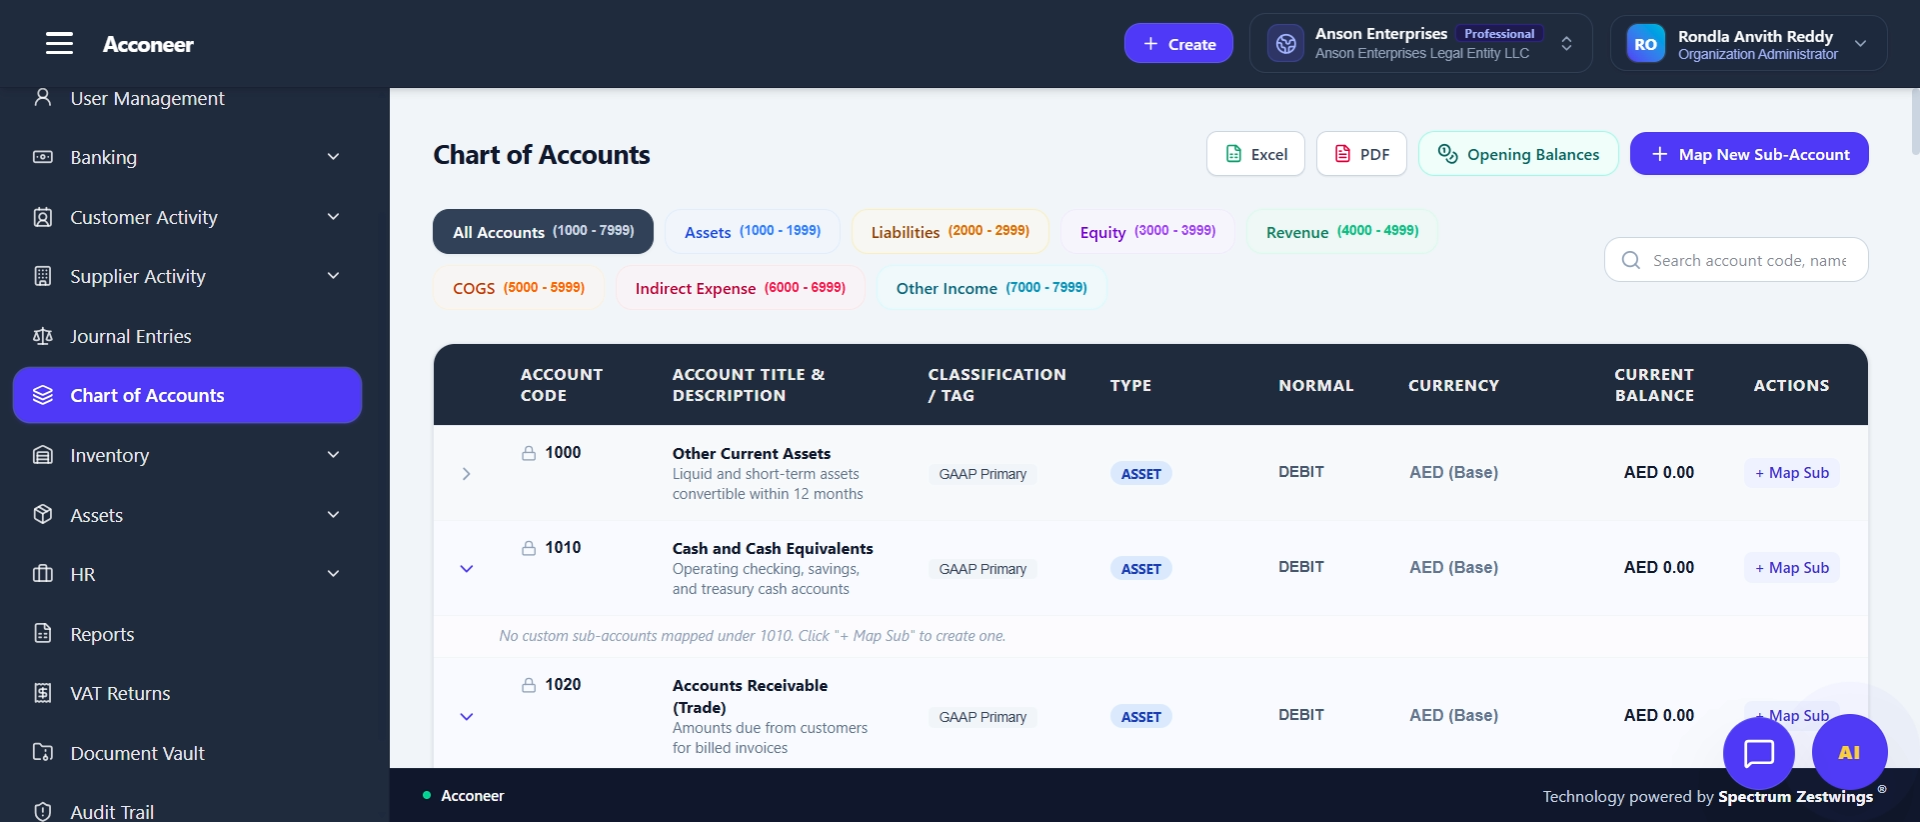 Acconeer
+ Create
Anson Enterprises Professional
Anson Enterprises Legal Entity LLC
RO
Rondla Anvith Reddy
Organization Administrator
User Management
Banking
Customer Activity
Supplier Activity
Journal Entries
Chart of Accounts
Inventory
Assets
HR
Reports
VAT Returns
Document Vault
Audit Trail
Chart of Accounts
Excel
PDF
Opening Balances
+ Map New Sub-Account
All Accounts (1000 - 7999)
Assets (1000 - 1999)
Liabilities (2000 - 2999)
Equity (3000 - 3999)
Revenue (4000 - 4999)
COGS (5000 - 5999)
Indirect Expense (6000 - 6999)
Other Income (7000 - 7999)
Search account code, name
ACCOUNT
CODE
ACCOUNT TITLE &
DESCRIPTION
CLASSIFICATION
/ TAG
TYPE
NORMAL
CURRENCY
CURRENT
BALANCE
ACTIONS
1000
Other Current Assets
Liquid and short-term assets
convertible within 12 months
GAAP Primary
ASSET
DEBIT
AED (Base)
AED 0.00
+ Map Sub
1010
Cash and Cash Equivalents
Operating checking, savings,
and treasury cash accounts
GAAP Primary
ASSET
DEBIT
AED (Base)
AED 0.00
+ Map Sub
No custom sub-accounts mapped under 1010. Click "+ Map Sub" to create one.
1020
Accounts Receivable
(Trade)
Amounts due from customers
for billed invoices
GAAP Primary
ASSET
DEBIT
AED (Base)
AED 0.00
+ Map Sub
AI
Acconeer
Technology powered by Spectrum Zestwings ®